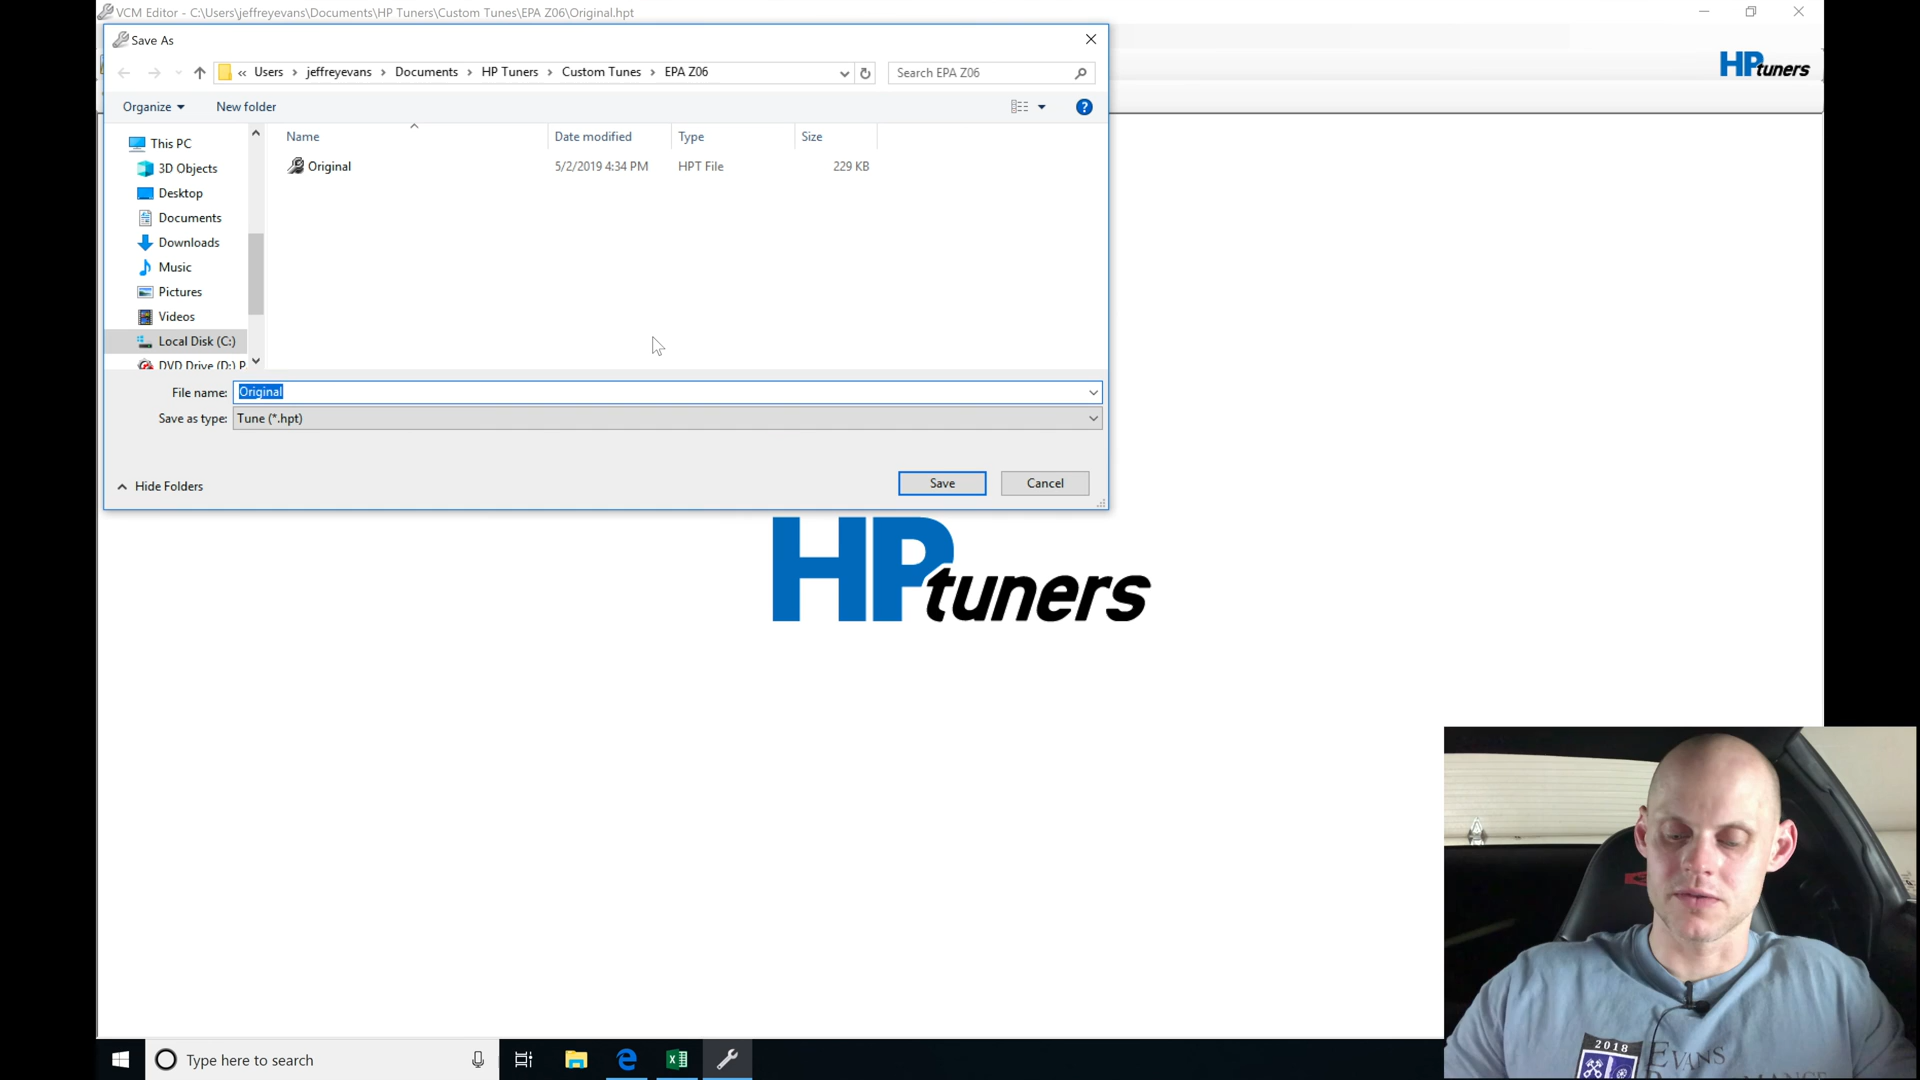 VCM Editor - C:\Users\jeffreyevans\Documents\HP Tuners\Custom Tunes\EPA Z06\Original.hpt
Save As
« Users > jeffreyevans > Documents > HP Tuners > Custom Tunes > EPA Z06
Search EPA Z06
HPtuners
Organize
New folder
This PC
3D Objects
Desktop
Documents
Downloads
Music
Pictures
Videos
Local Disk (C:)
DVD Drive (D:) P
Name Date modified Type Size
Original 5/2/2019 4:34 PM HPT File 229 KB
File name: Original
Save as type: Tune (*.hpt)
Hide Folders
Save
Cancel
HPtuners
Type here to search
2018
EVANS